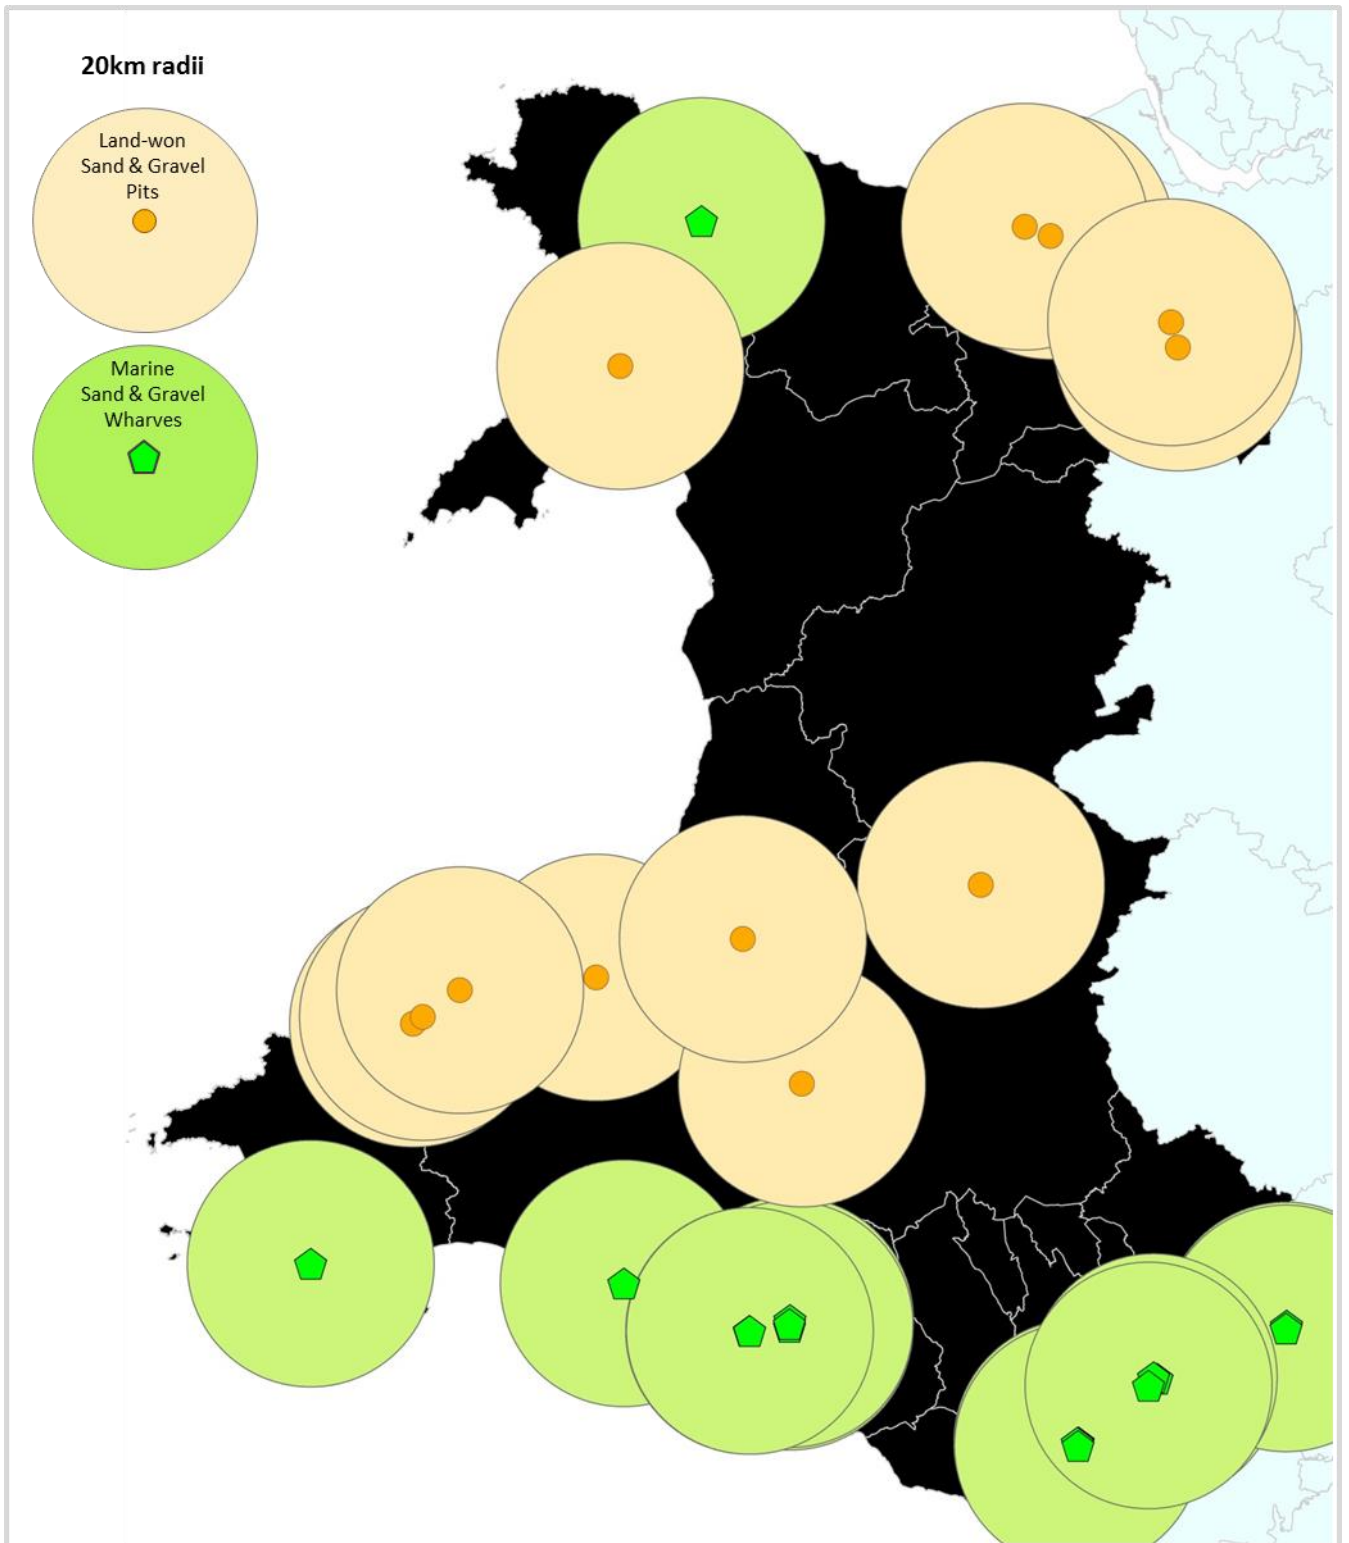 20km radii
Land-won
Sand & Gravel
Pits
Marine
Sand & Gravel
Wharves